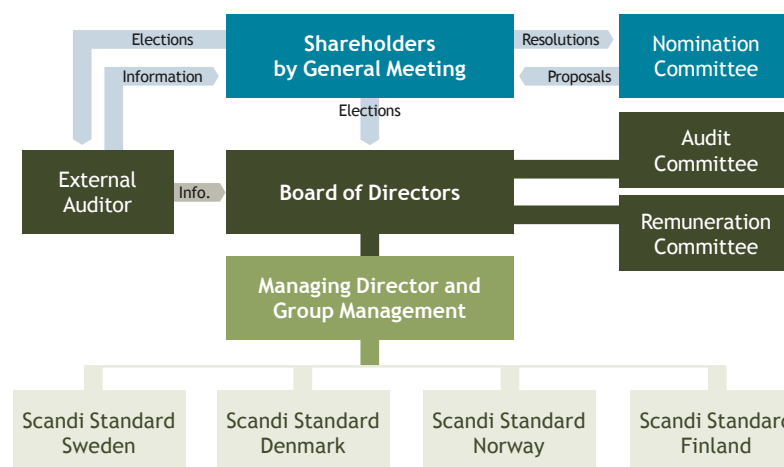 Elections
Shareholders
by General Meeting
Resolutions
Nomination
Committee
Information
Proposals
Elections
Audit
Committee
External
Auditor
Info.
Board of Directors
Remuneration
Committee
Managing Director and
Group Management
Scandi Standard
Sweden
Scandi Standard
Denmark
Scandi Standard
Norway
Scandi Standard
Finland